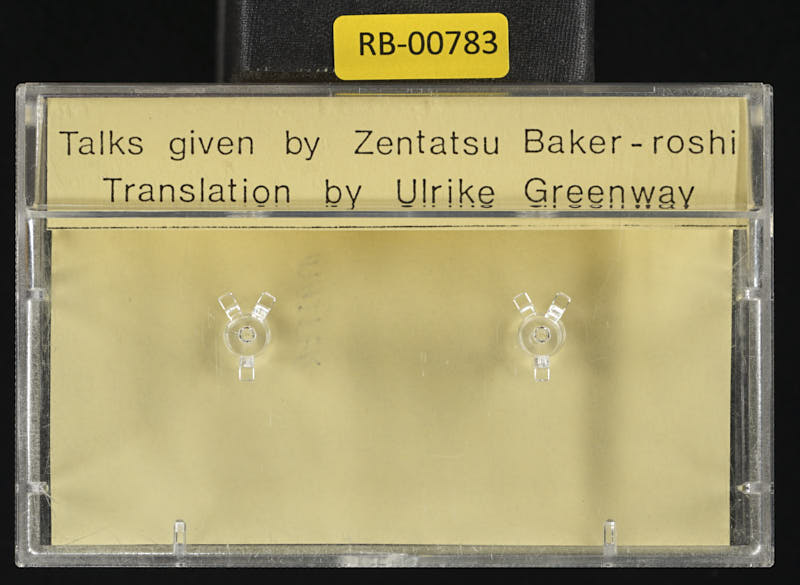 RB-00783
Talks given by Zentatsu Baker-roshi
Translation by Ulrike Greenway